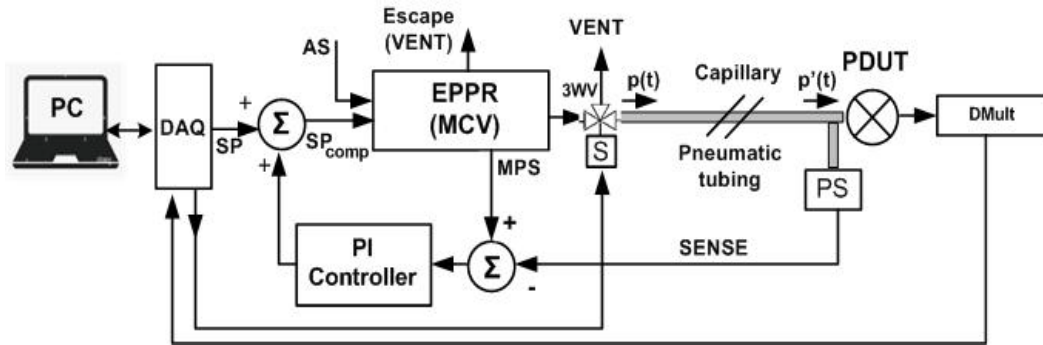 Escape
(VENT)
VENT
AS
PDUT
3WV
p(t)
Capillary
p'(t)
PC
DAQ
+
Σ
EPPR
(MCV)
DMult
SP
SP comp
+
S
MPS
Pneumatic
tubing
PS
+
PI
Controller
Σ
SENSE
-